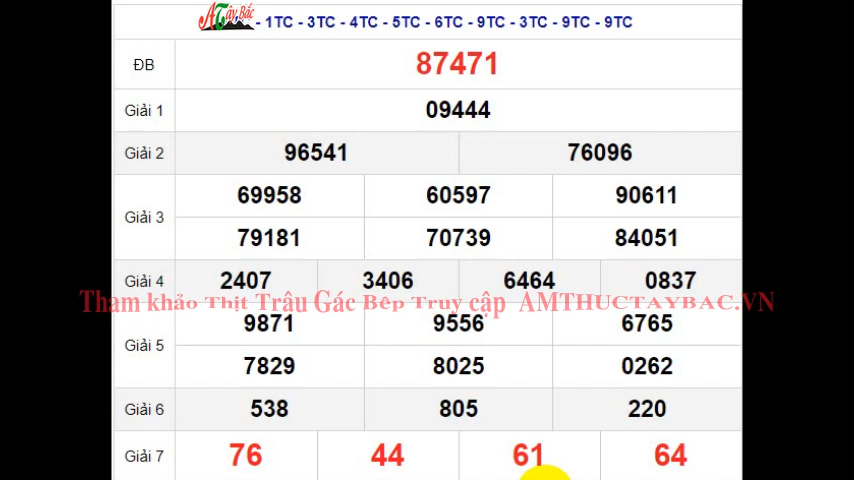 ATây Bắc - 1TC - 3TC - 4TC - 5TC - 6TC - 9TC - 3TC - 9TC - 9TC
ĐB 87471
Giải 1 09444
Giải 2 96541 76096
Giải 3
69958 60597 90611
79181 70739 84051
Giải 4 2407 3406 6464 0837
Tham khảo Thịt Trâu Gác Bếp Truy cập AMTHUCTAYBAC.VN
Giải 5
9871 9556 6765
7829 8025 0262
Giải 6 538 805 220
Giải 7 76 44 61 64